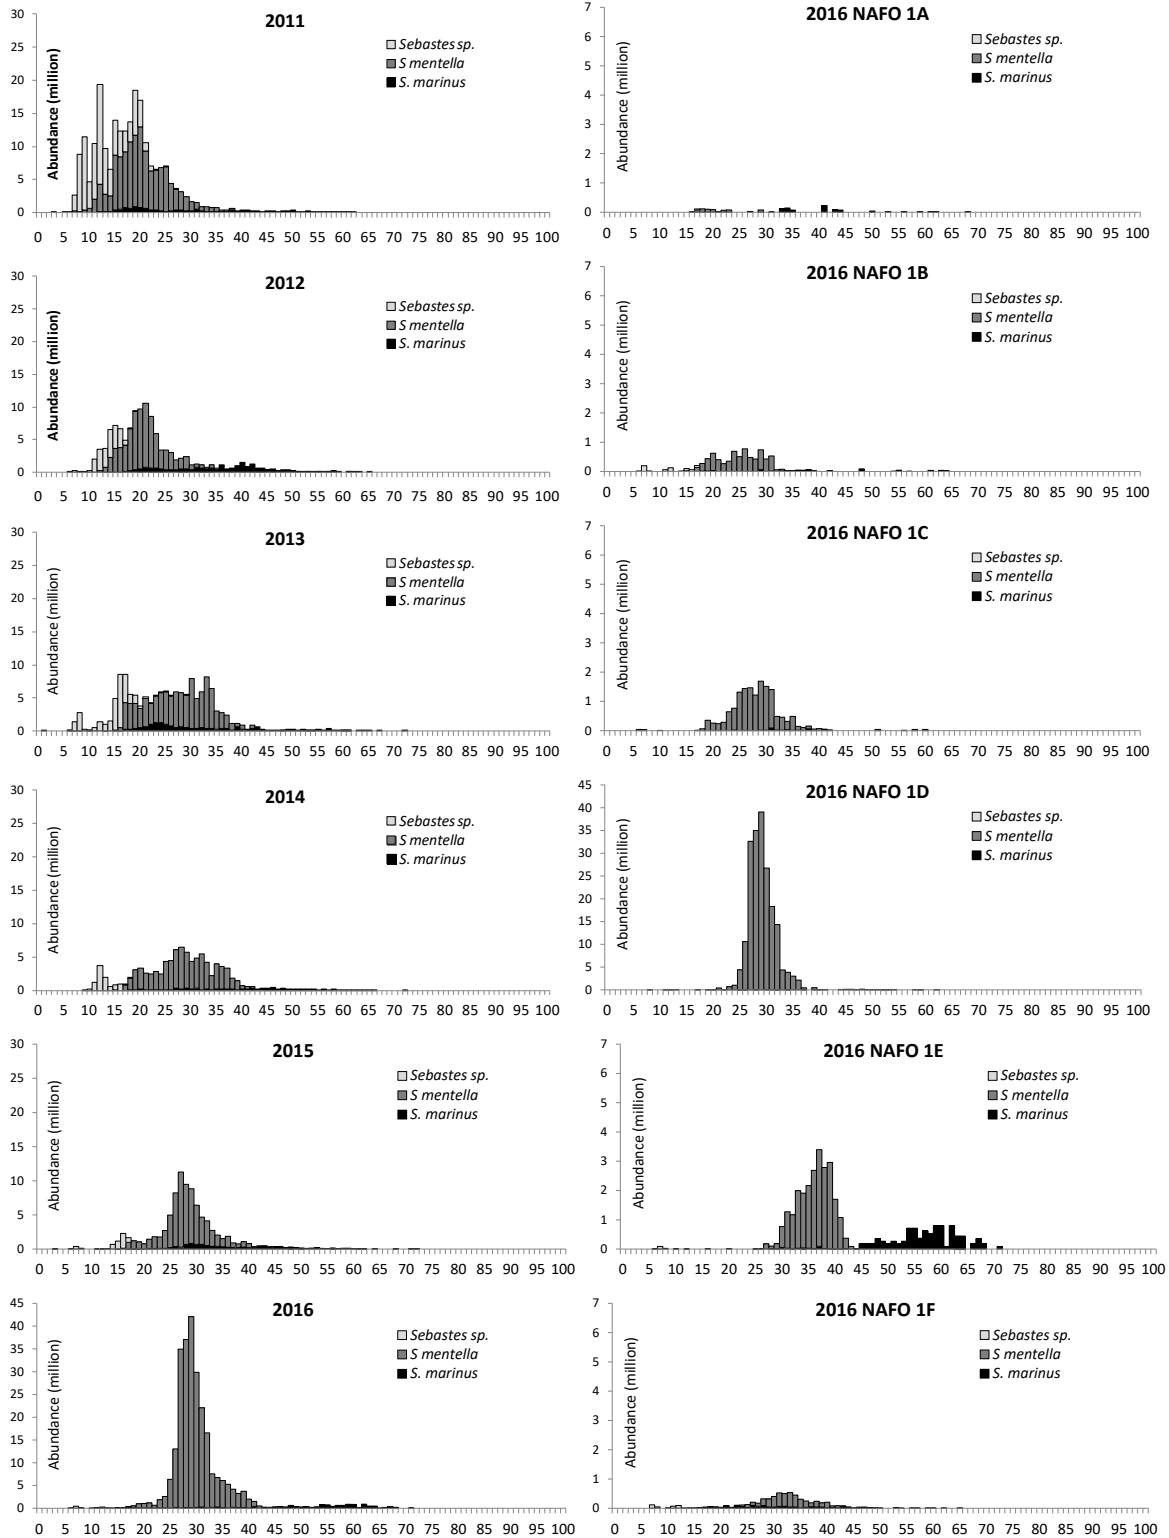 2011
Sebastes sp.
S mentella
S. marinus
Abundance (million)
30
25
20
15
10
5
0
0 5 10 15 20 25 30 35 40 45 50 55 60 65 70 75 80 85 90 95 100
2016 NAFO 1A
Sebastes sp.
S mentella
S. marinus
Abundance (million)
7
6
5
4
3
2
1
0
0 5 10 15 20 25 30 35 40 45 50 55 60 65 70 75 80 85 90 95 100
2012
Sebastes sp.
S mentella
S. marinus
Abundance (million)
30
25
20
15
10
5
0
0 5 10 15 20 25 30 35 40 45 50 55 60 65 70 75 80 85 90 95 100
2016 NAFO 1B
Sebastes sp.
S mentella
S. marinus
Abundance (million)
7
6
5
4
3
2
1
0
0 5 10 15 20 25 30 35 40 45 50 55 60 65 70 75 80 85 90 95 100
2013
Sebastes sp.
S mentella
S. marinus
Abundance (million)
30
25
20
15
10
5
0
0 5 10 15 20 25 30 35 40 45 50 55 60 65 70 75 80 85 90 95 100
2016 NAFO 1C
Sebastes sp.
S mentella
S. marinus
Abundance (million)
7
6
5
4
3
2
1
0
0 5 10 15 20 25 30 35 40 45 50 55 60 65 70 75 80 85 90 95 100
2014
Sebastes sp.
S mentella
S. marinus
Abundance (million)
30
25
20
15
10
5
0
0 5 10 15 20 25 30 35 40 45 50 55 60 65 70 75 80 85 90 95 100
2016 NAFO 1D
Sebastes sp.
S mentella
S. marinus
Abundance (million)
45
40
35
30
25
20
15
10
5
0
0 5 10 15 20 25 30 35 40 45 50 55 60 65 70 75 80 85 90 95 100
2015
Sebastes sp.
S mentella
S. marinus
Abundance (million)
30
25
20
15
10
5
0
0 5 10 15 20 25 30 35 40 45 50 55 60 65 70 75 80 85 90 95 100
2016 NAFO 1E
Sebastes sp.
S mentella
S. marinus
Abundance (million)
7
6
5
4
3
2
1
0
0 5 10 15 20 25 30 35 40 45 50 55 60 65 70 75 80 85 90 95 100
2016
Sebastes sp.
S mentella
S. marinus
Abundance (million)
45
40
35
30
25
20
15
10
5
0
0 5 10 15 20 25 30 35 40 45 50 55 60 65 70 75 80 85 90 95 100
2016 NAFO 1F
Sebastes sp.
S mentella
S. marinus
Abundance (million)
7
6
5
4
3
2
1
0
0 5 10 15 20 25 30 35 40 45 50 55 60 65 70 75 80 85 90 95 100